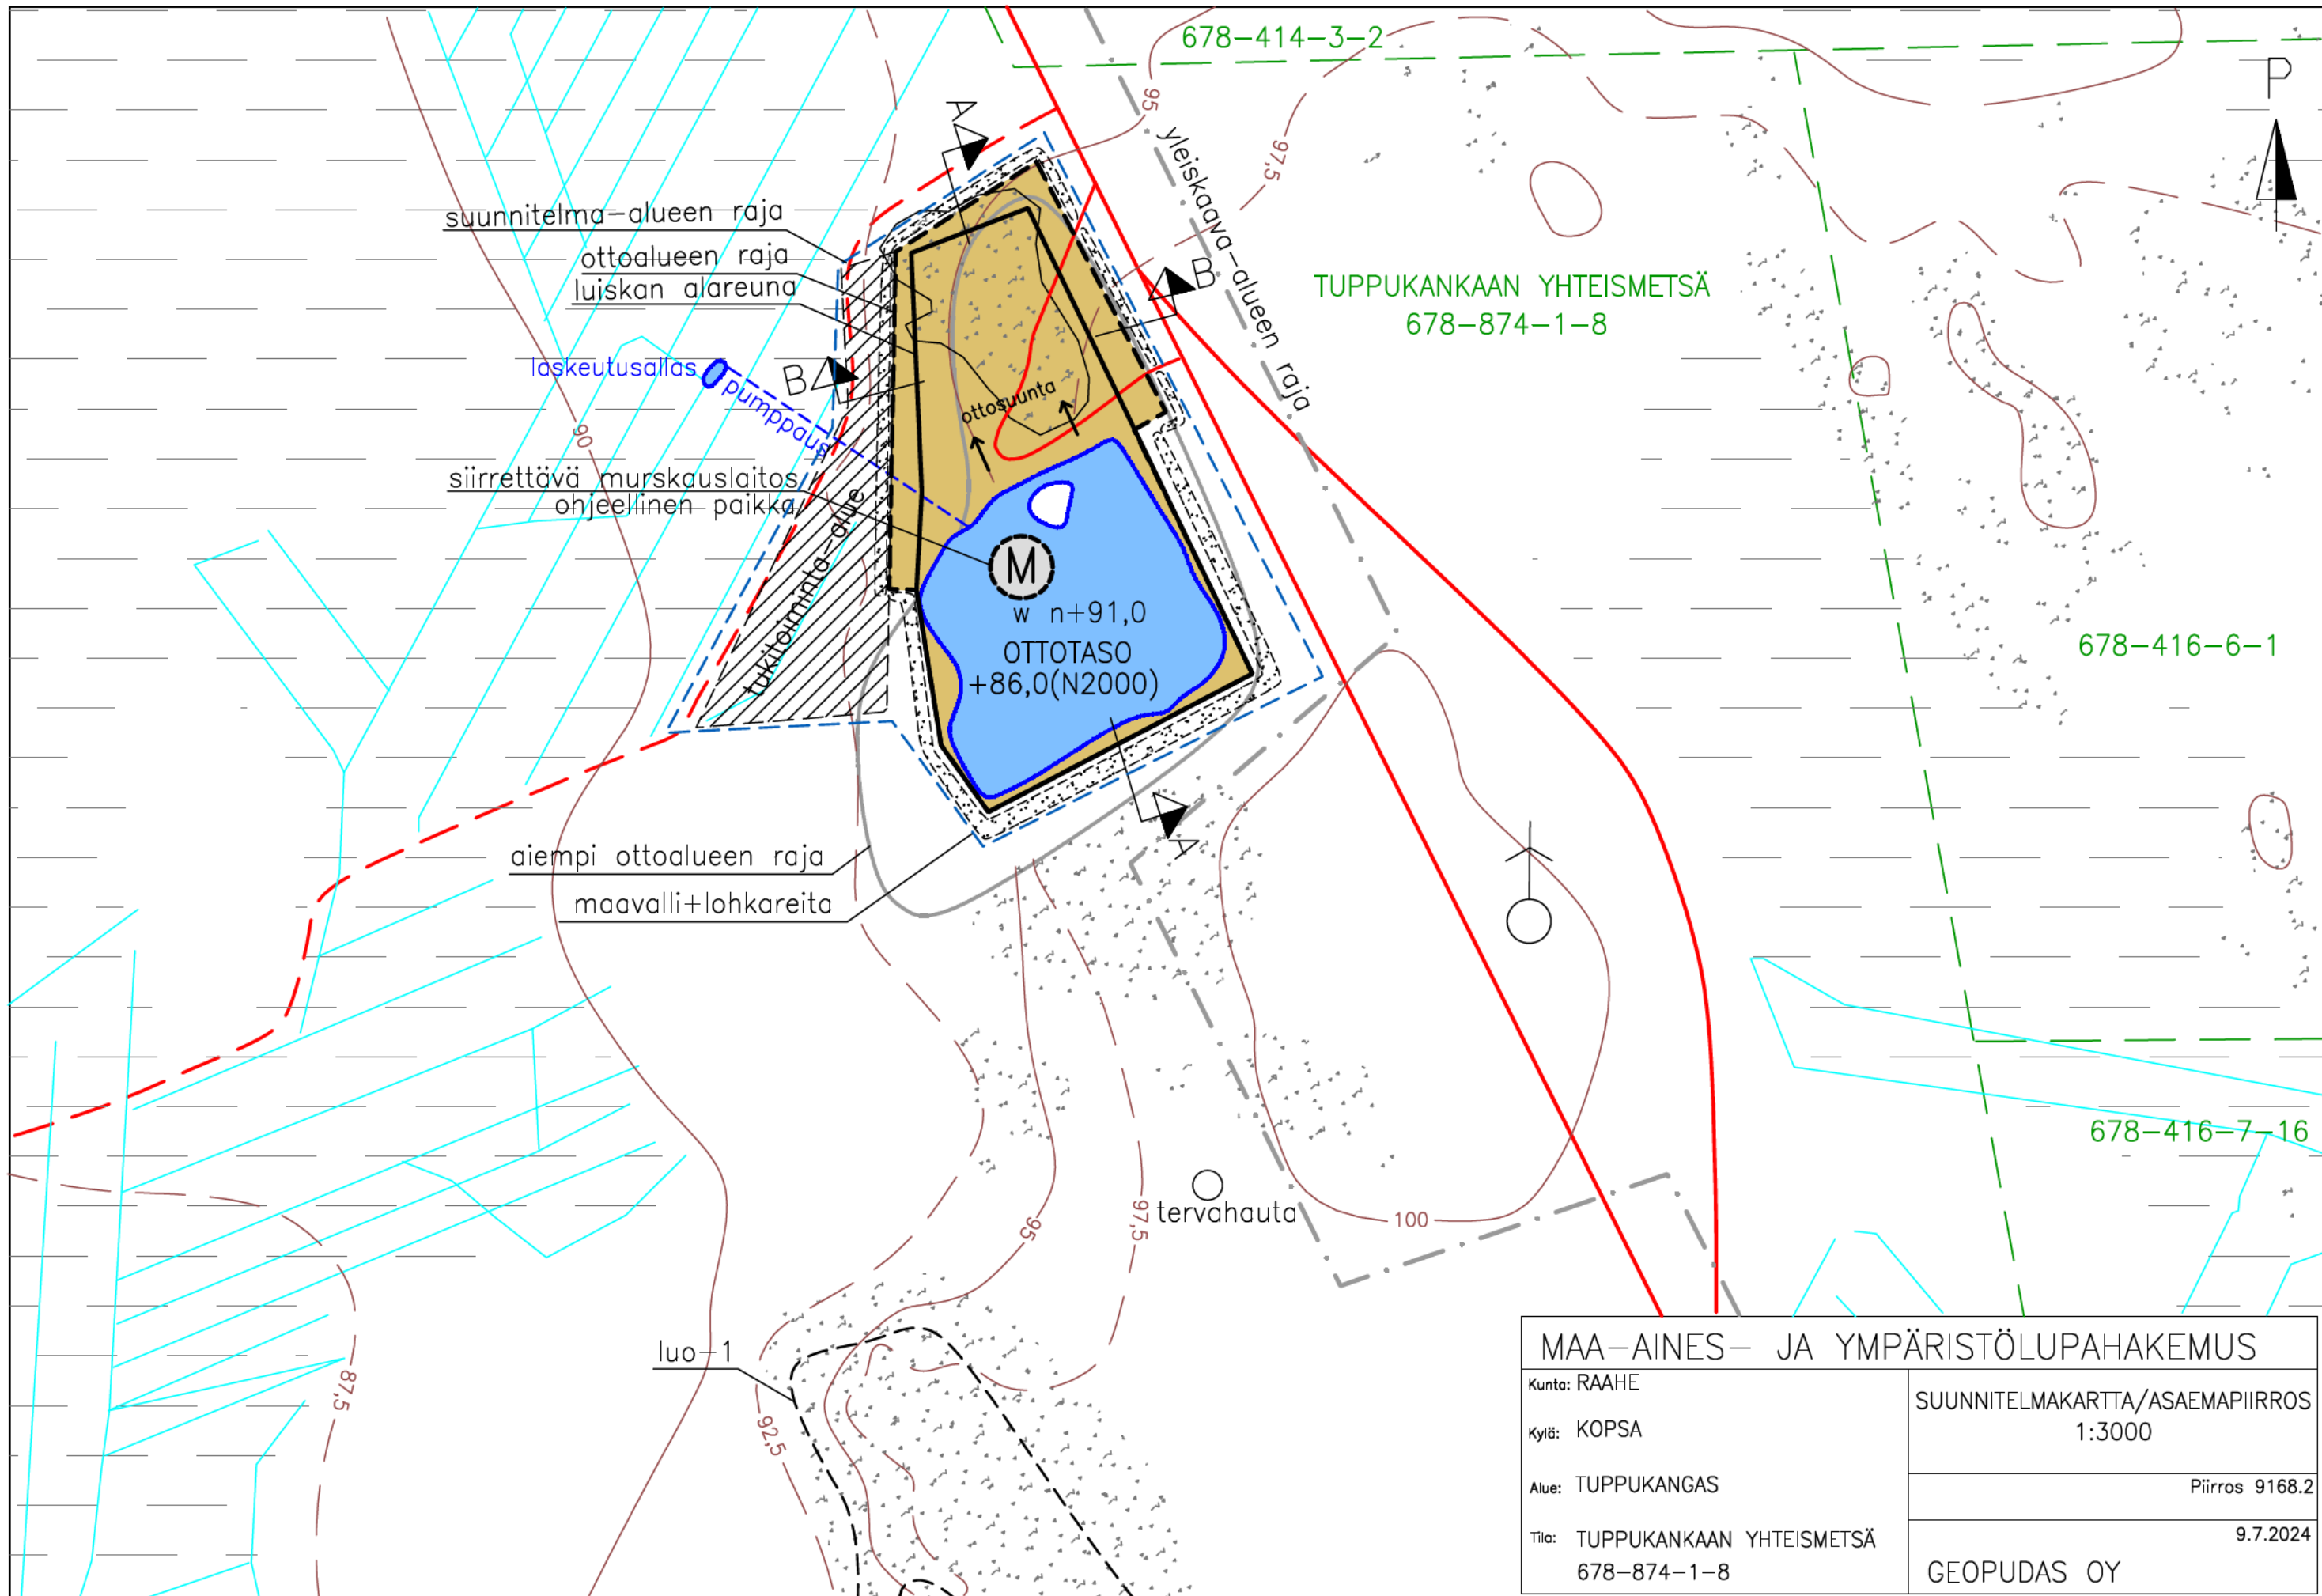 678-414-3-2
P
95
A
97,5
yleiskaava-alueen raja
suunnitelma-alueen raja
ottoalueen raja
luiskan alareuna
B
TUPPUKANKAAN YHTEISMETSÄ
678-874-1-8
laskeutusallas
pumppaus
B
ottosuunta
90
siirrettävä murskauslaitos
ohjeellinen paikka
tukitoiminta-alue
M
w n+91,0
OTTOTASO
+86,0(N2000)
678-416-6-1
A
aiempi ottoalueen raja
maavalli+lohkareita
678-416-7-16
tervahauta
95
97,5
100
luo-1
87,5
92,5
MAA-AINES- JA YMPÄRISTÖLUPAHAKEMUS
Kunta: RAAHE
Kylä: KOPSA
Alue: TUPPUKANGAS
Tila: TUPPUKANKAAN YHTEISMETSÄ
678-874-1-8
SUUNNITELMAKARTTA/ASAEMAPIIRROS
1:3000
Piirros 9168.2
9.7.2024
GEOPUDAS OY